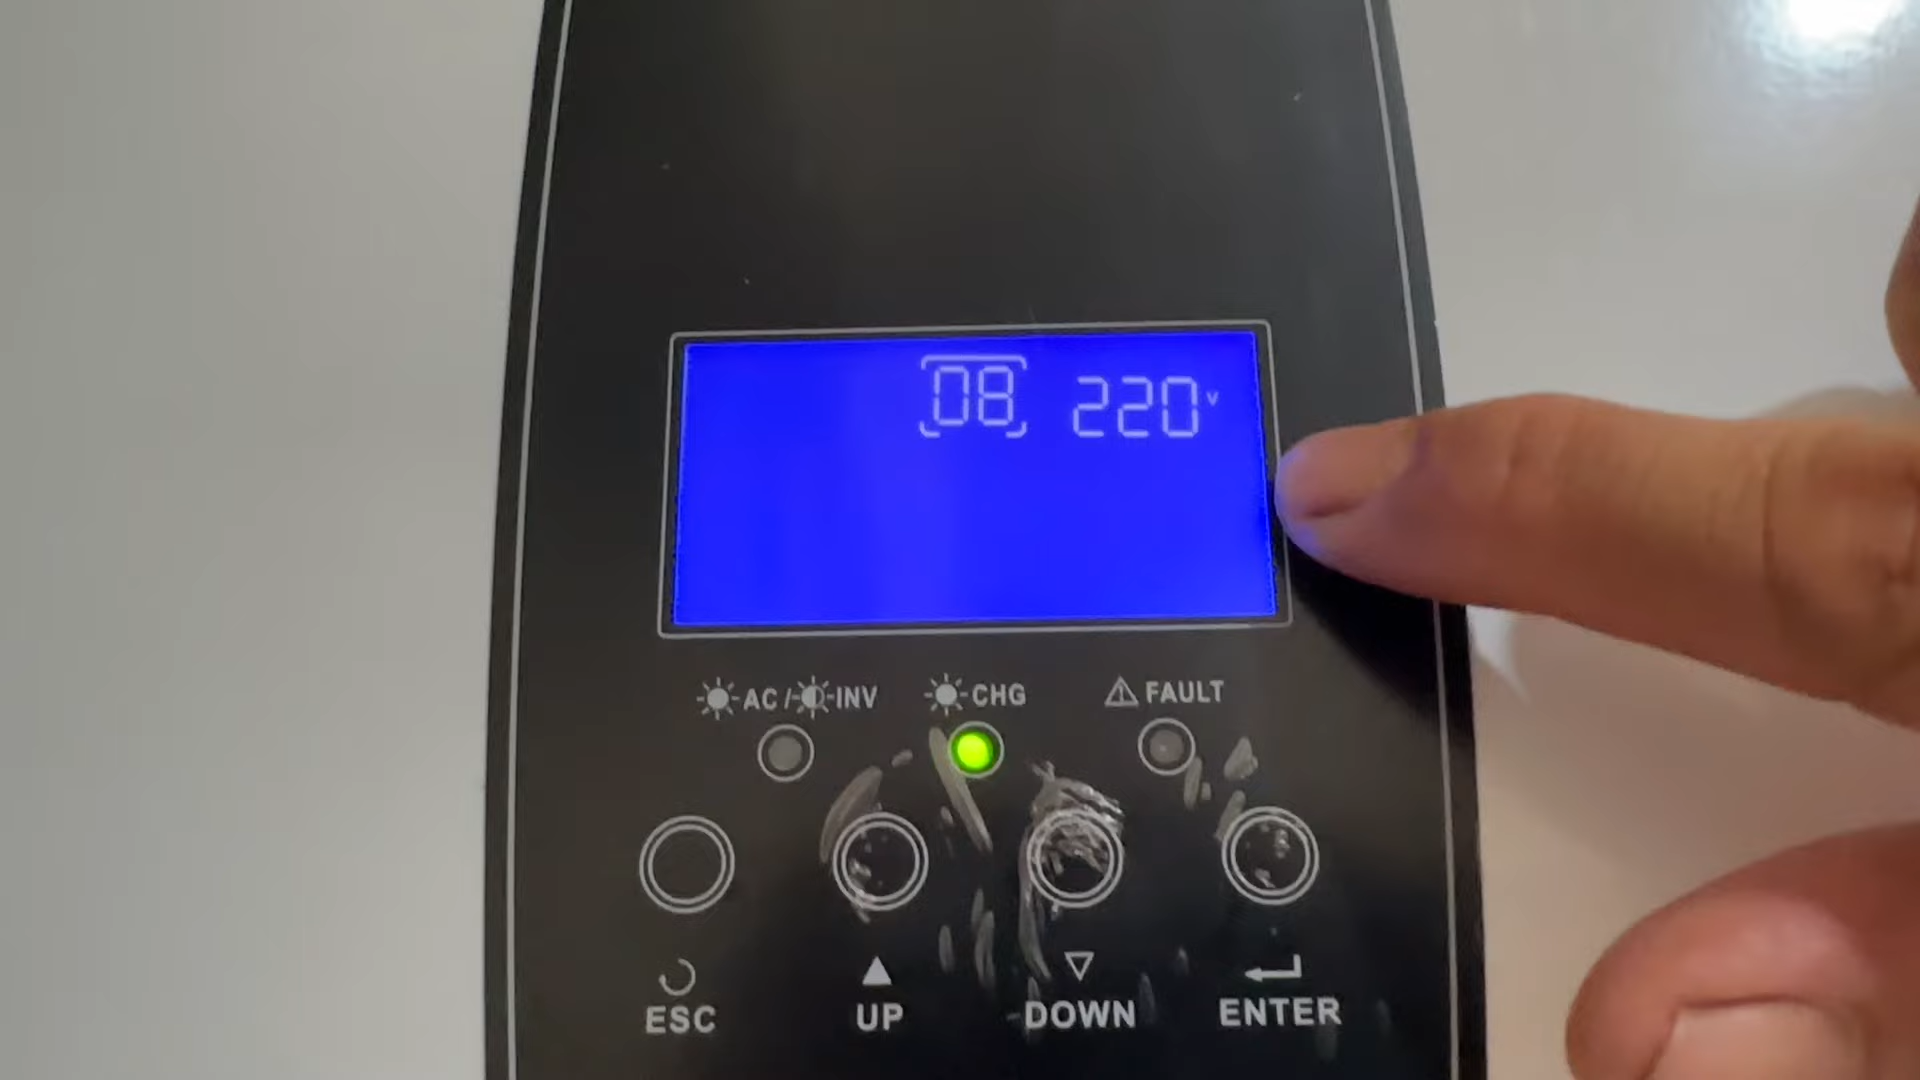 08 220v
AC / INV CHG FAULT
ESC UP DOWN ENTER